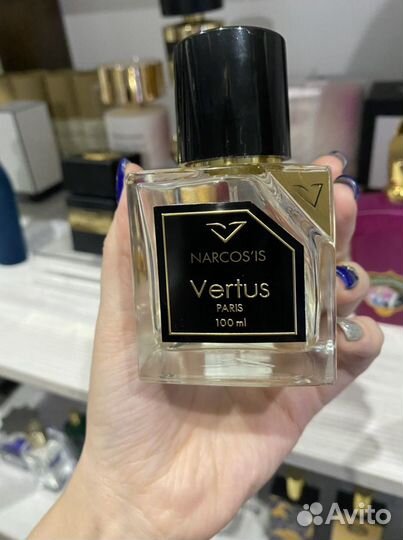 NARCOS'IS
Vertus
PARIS
100 ml
Avito